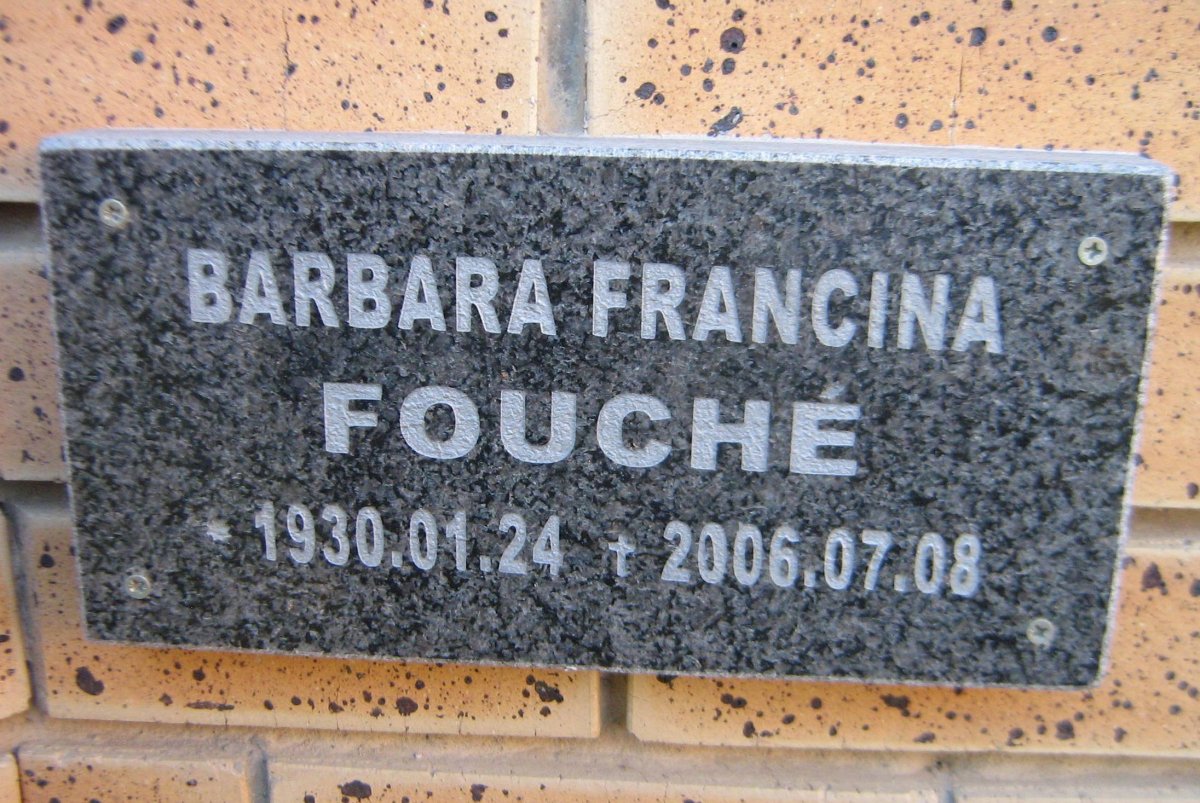 BARBARA FRANCINA
FOUCHÉ
* 1930.01.24 † 2006.07.08